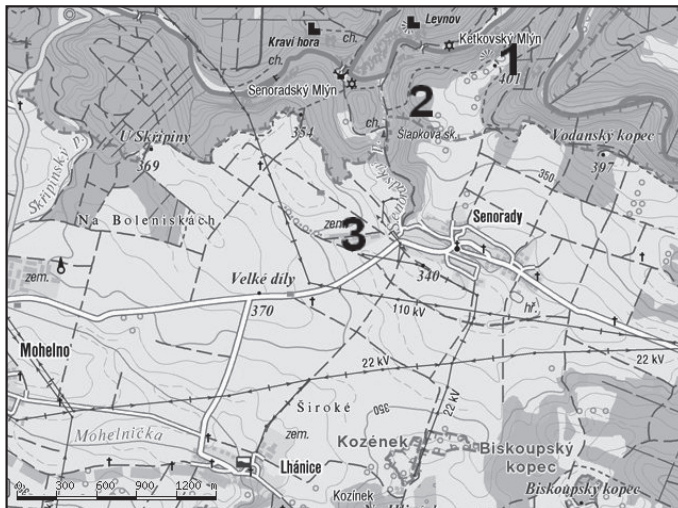 Kraví hora
ch.
Levnov
Ketkovský Mlýn
1
401
ch.
Senoradský Mlýn
2
ch.
Šlapkova sk.
354
U Skřipiny
369
Vodanský kopec
397
Skřipinský p.
350
Na Boleniskách
Senorady
zem.
3
zem.
340
Velké díly
370
hř.
110 kV
Mohelno
22 kV
22 kV
22 kV
Široké
350
Mohelnička
zem.
Kozének
Biskoupský
kopec
Lhánice
Kozínek
Biskoupský kopec
0 300 600 900 1200 m